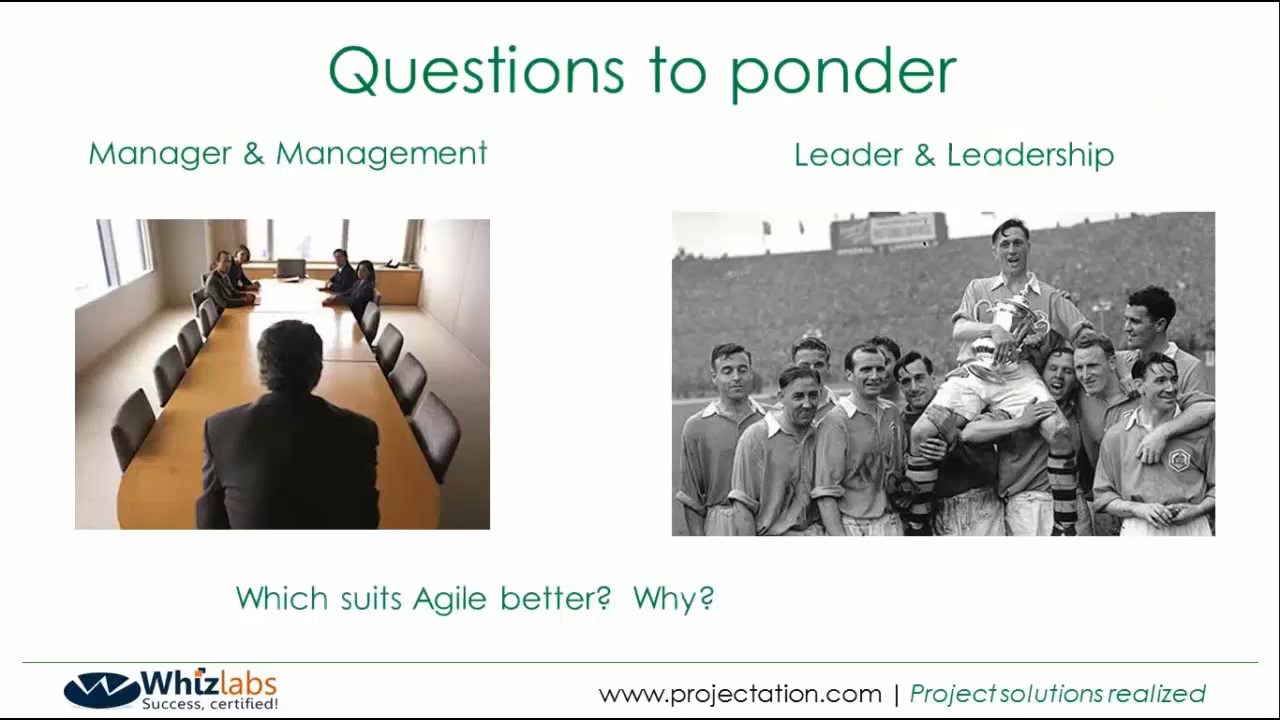 Questions to ponder
Manager & Management
Leader & Leadership
Which suits Agile better? Why?
Whizlabs
Success, certified!
www.projectation.com | Project solutions realized